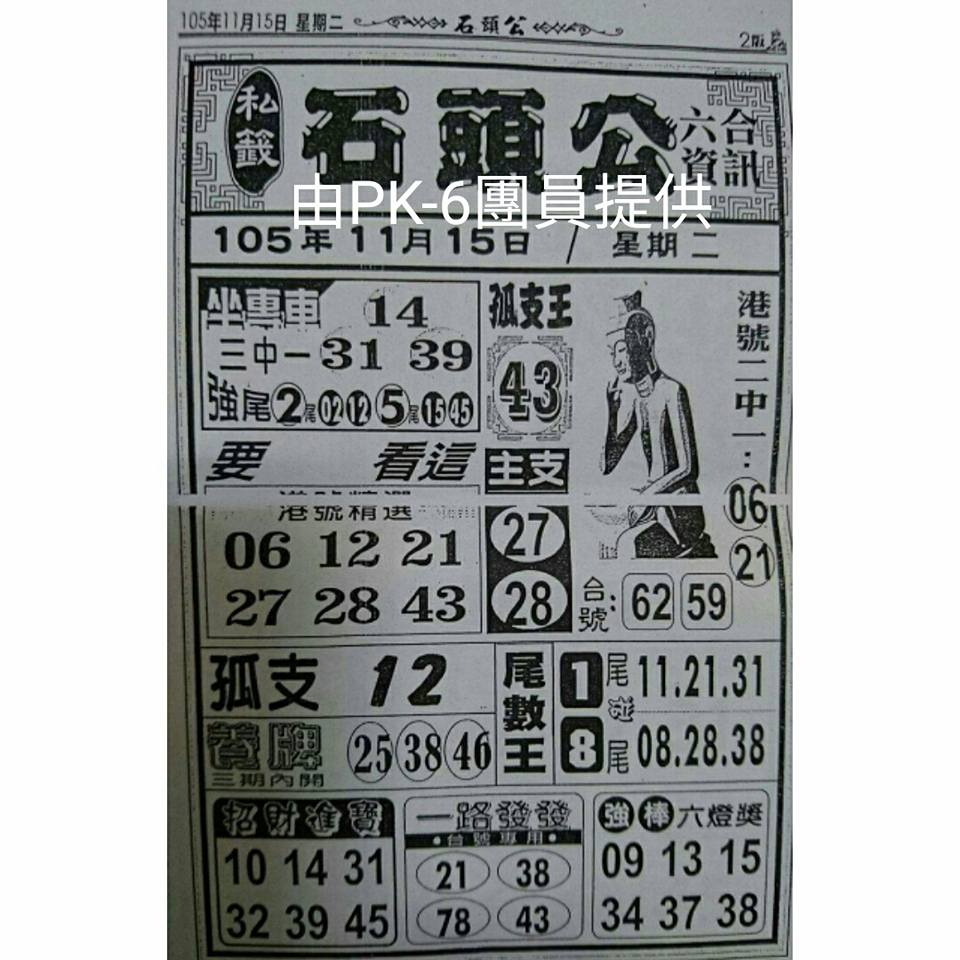 105年11月15日 星期二
石頭公
2版
私籤
石頭公
六合資訊
由PK-6團員提供
105年11月15日 / 星期二
坐專車 14
三中一 31 39
強尾 2尾 02 12 5尾 15 45
孤支王
43
港號二中一：
06
21
要 看這
港號精選
06 12 21
27 28 43
主支
27
28
台號: 62 59
孤支 12
養牌 25 38 46
三期內開
尾數王
1尾 11.21.31
碰
8尾 08.28.38
招財進寶
10 14 31
32 39 45
一路發發
•台號專用•
21 38
78 43
強棒六燈獎
09 13 15
34 37 38